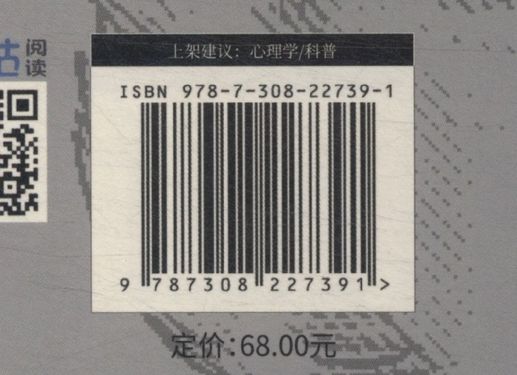 阅
读
上架建议：心理学/科普
ISBN 978-7-308-22739-1
9 787308 227391 >
定价：68.00元